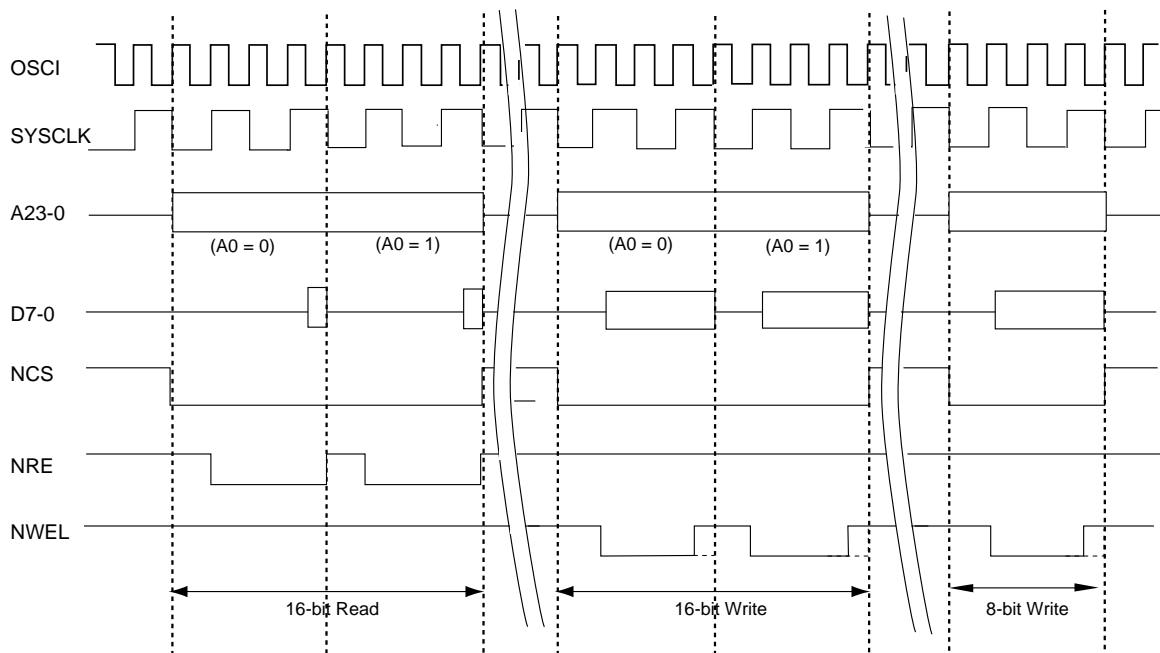 OSCI
SYSCLK
A23-0
(A0 = 0)
(A0 = 1)
(A0 = 0)
(A0 = 1)
D7-0
NCS
NRE
NWEL
16-bit Read
16-bit Write
8-bit Write